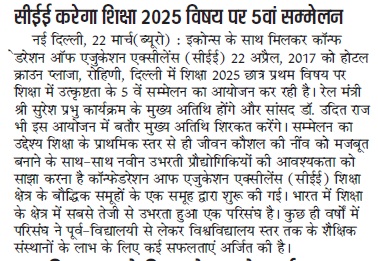 सीईई करेगा शिक्षा 2025 विषय पर 5वां सम्मेलन
नई दिल्ली, 22 मार्च(ब्यूरो) : इकोन्स के साथ मिलकर कॉन्फ
ेडरेशन ऑफ एजुकेशन एक्सीलेंस (सीईई) 22 अप्रैल, 2017 को होटल
क्राउन प्लाजा, रोहिणी, दिल्ली में शिक्षा 2025 छात्र प्रथम विषय पर
शिक्षा में उत्कृष्टता के 5 वें सम्मेलन का आयोजन कर रही है। रेल मंत्री
श्री सुरेश प्रभु कार्यक्रम के मुख्य अतिथि होंगे और सांसद डॉ. उदित राज
भी इस आयोजन में बतौर मुख्य अतिथि शिरकत करेंगे। सम्मेलन का
उद्देश्य शिक्षा के प्राथमिक स्तर से ही जीवन कौशल की नींव को मजबूत
बनाने के साथ-साथ नवीन उभरती प्रौद्योगिकियों की आवश्यकता को
साझा करना है कॉन्फेडरेशन आफ एजुकेशन (सीईई) शिक्षा
क्षेत्र के बौद्धिक समूहों के एक समूह द्वारा शुरू की गई। भारत में शिक्षा
के क्षेत्र में सबसे तेजी से उभरता हुआ एक परिसंघ है। कुछ ही वर्षों में
परिसंघ ने पूर्व-विद्यालयी से लेकर विश्वविद्यालय स्तर तक के शैक्षिक
संस्थानों के लाभ के लिए कई सफलताएं अर्जित की है।